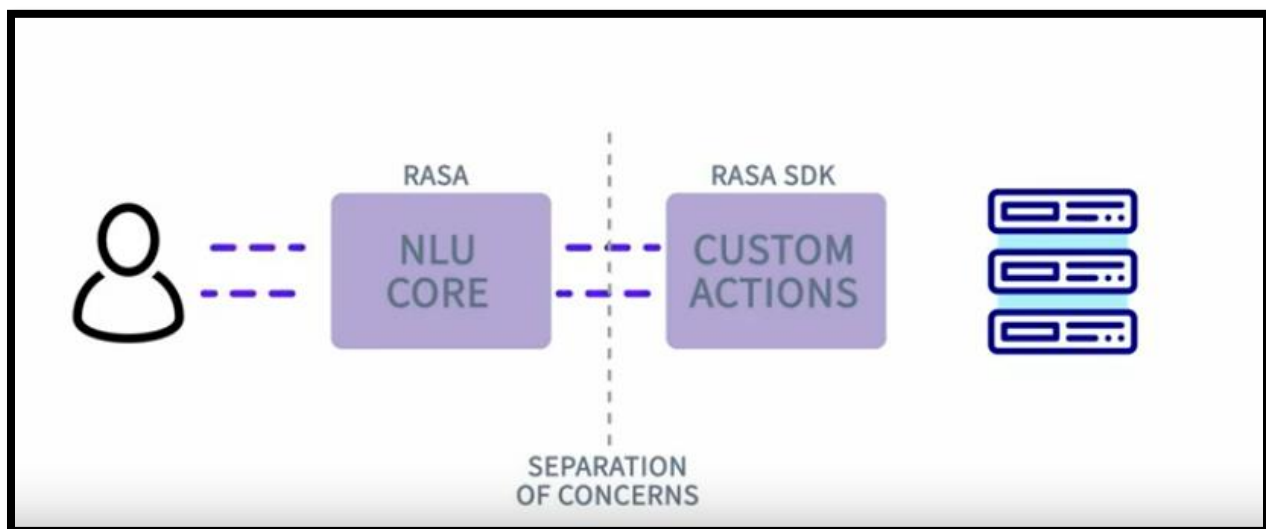 RASA
NLU
CORE
RASA SDK
CUSTOM
ACTIONS
SEPARATION
OF CONCERNS